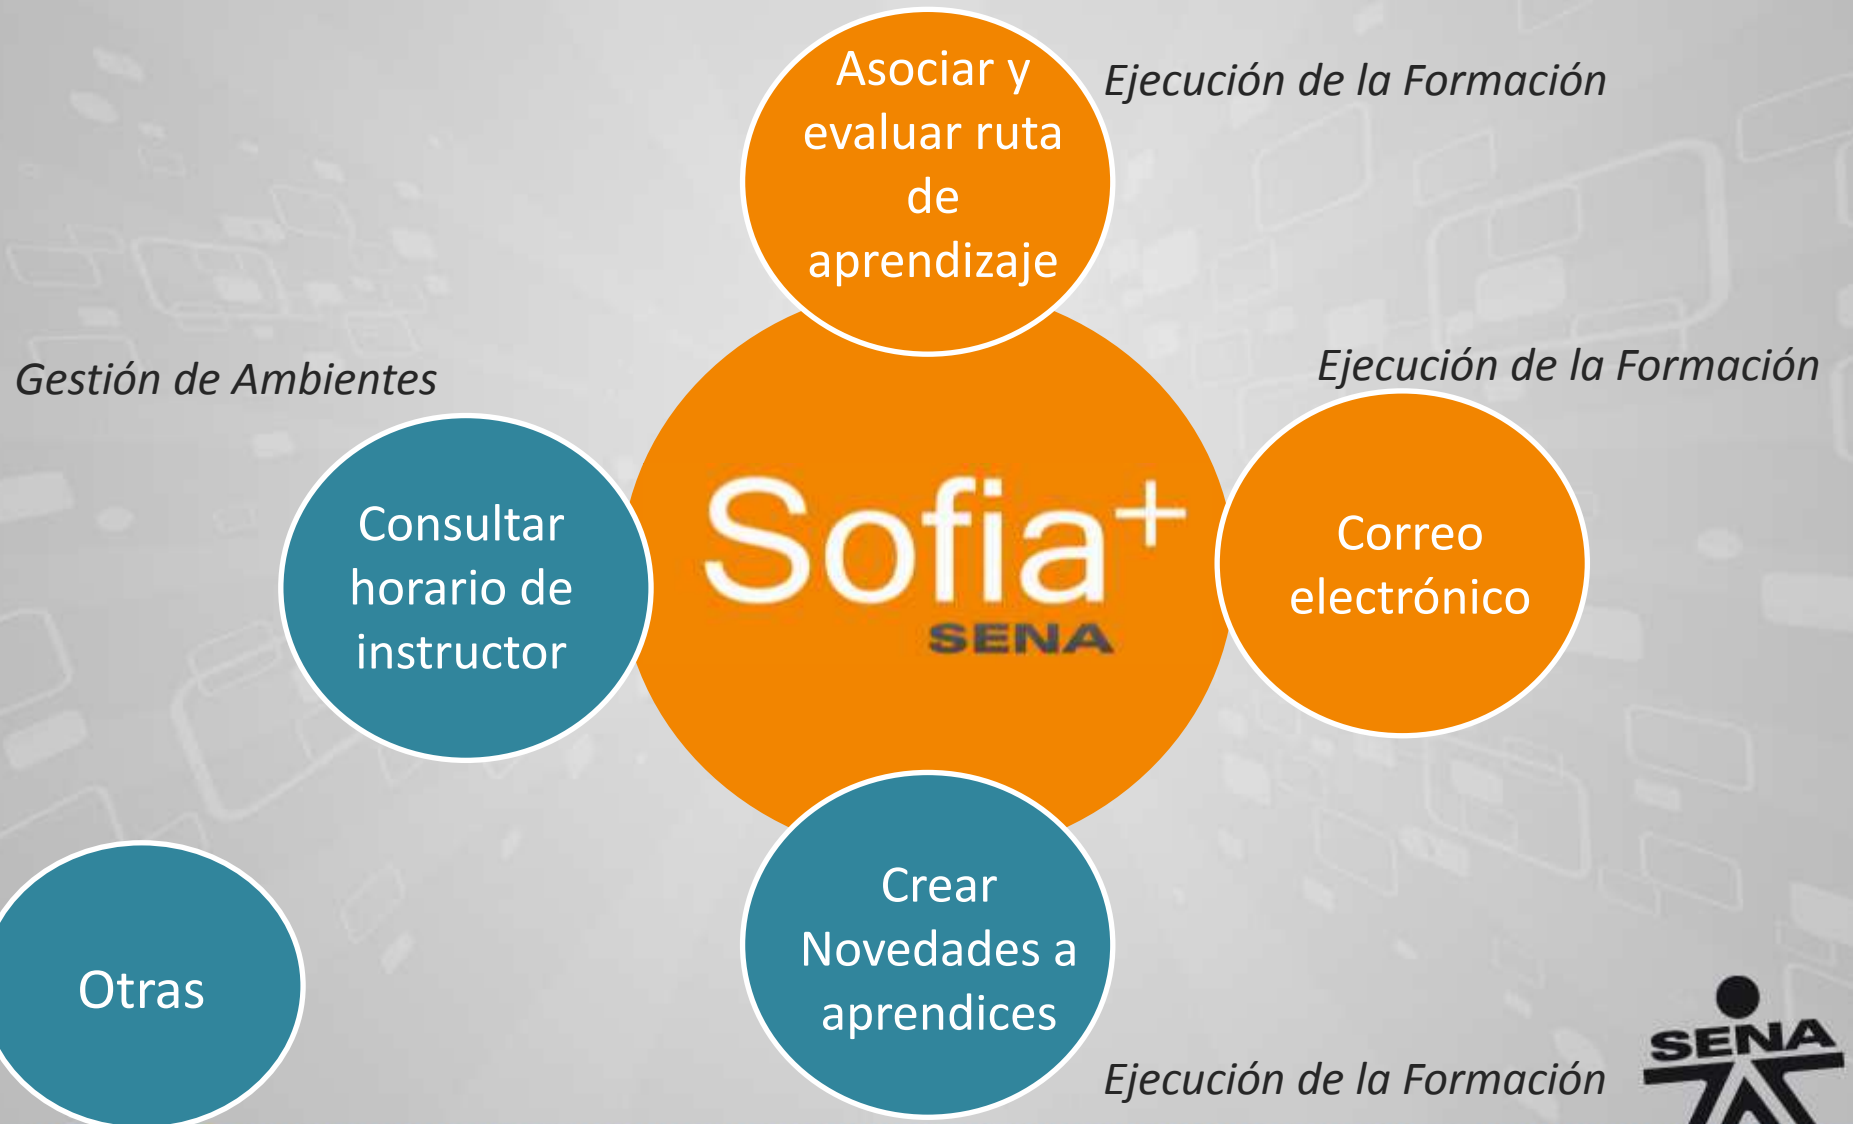 Asociar y
evaluar ruta
de
aprendizaje
Ejecución de la Formación
Gestión de Ambientes
Ejecución de la Formación
Consultar
horario de
instructor
Sofia+
SENA
Correo
electrónico
Crear
Novedades a
aprendices
Otras
Ejecución de la Formación
SENA